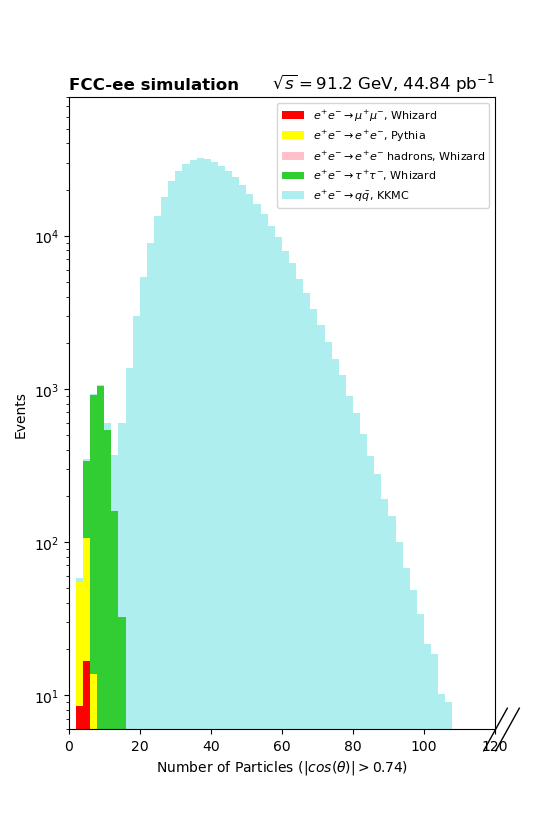 FCC-ee simulation √s = 91.2 GeV, 44.84 pb⁻¹
e⁺e⁻ → μ⁺μ⁻, Whizard
e⁺e⁻ → e⁺e⁻, Pythia
e⁺e⁻ → e⁺e⁻ hadrons, Whizard
e⁺e⁻ → τ⁺τ⁻, Whizard
e⁺e⁻ → qq̄, KKMC
10⁴
10³
10²
10¹
Events
0 20 40 60 80 100 120
Number of Particles (|cos(θ)| > 0.74)